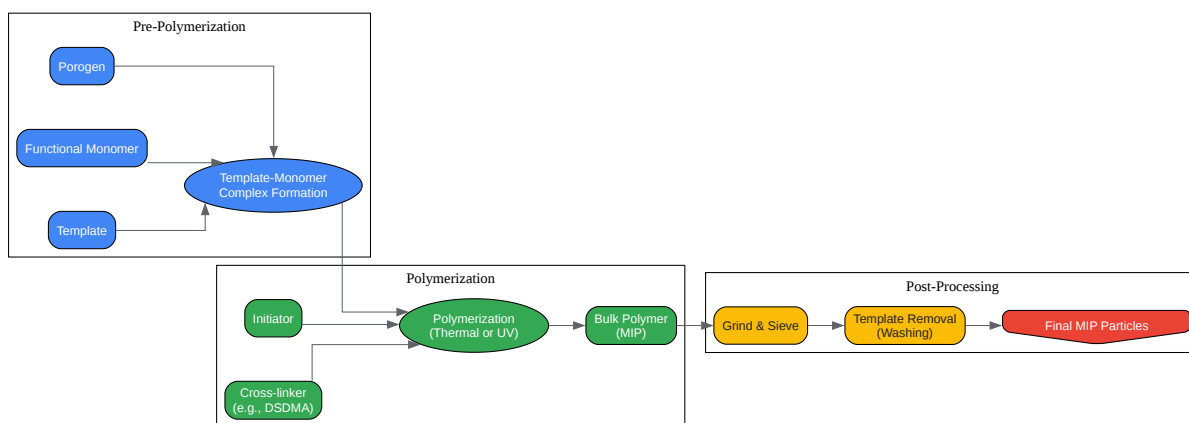 Pre-Polymerization
Porogen
Functional Monomer
Template-Monomer
Complex Formation
Template
Polymerization
Initiator
Polymerization
(Thermal or UV)
Bulk Polymer
(MIP)
Cross-linker
(e.g., DSDMA)
Post-Processing
Grind & Sieve
Template Removal
(Washing)
Final MIP Particles